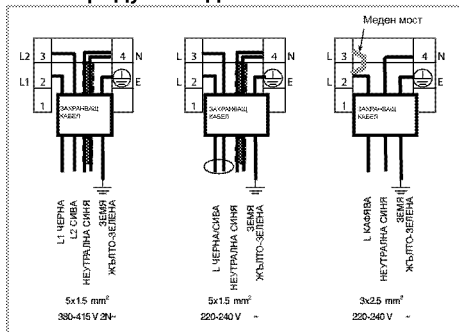 Меден мост
L2 3 4 N
L1 2 E
1
ЗАХРАНВАЩ
КАБЕЛ
L1 ЧЕРНА
L2 СИВА
НЕУТРАЛНА СИНЯ
ЗЕМЯ
ЖЪЛТО-ЗЕЛЕНА
5x1.5 mm²
380-415 V 2N~
L 3 4 N
L 2 E
1
ЗАХРАНВАЩ
КАБЕЛ
L ЧЕРНА/СИВА
НЕУТРАЛНА СИНЯ
ЗЕМЯ
ЖЪЛТО-ЗЕЛЕНА
5x1.5 mm²
220-240 V ~
L 3 4 N
L 2 E
1
ЗАХРАНВАЩ
КАБЕЛ
L КАФЯВА
НЕУТРАЛНА СИНЯ
ЗЕМЯ
ЖЪЛТО-ЗЕЛЕНА
3x2.5 mm²
220-240 V ~